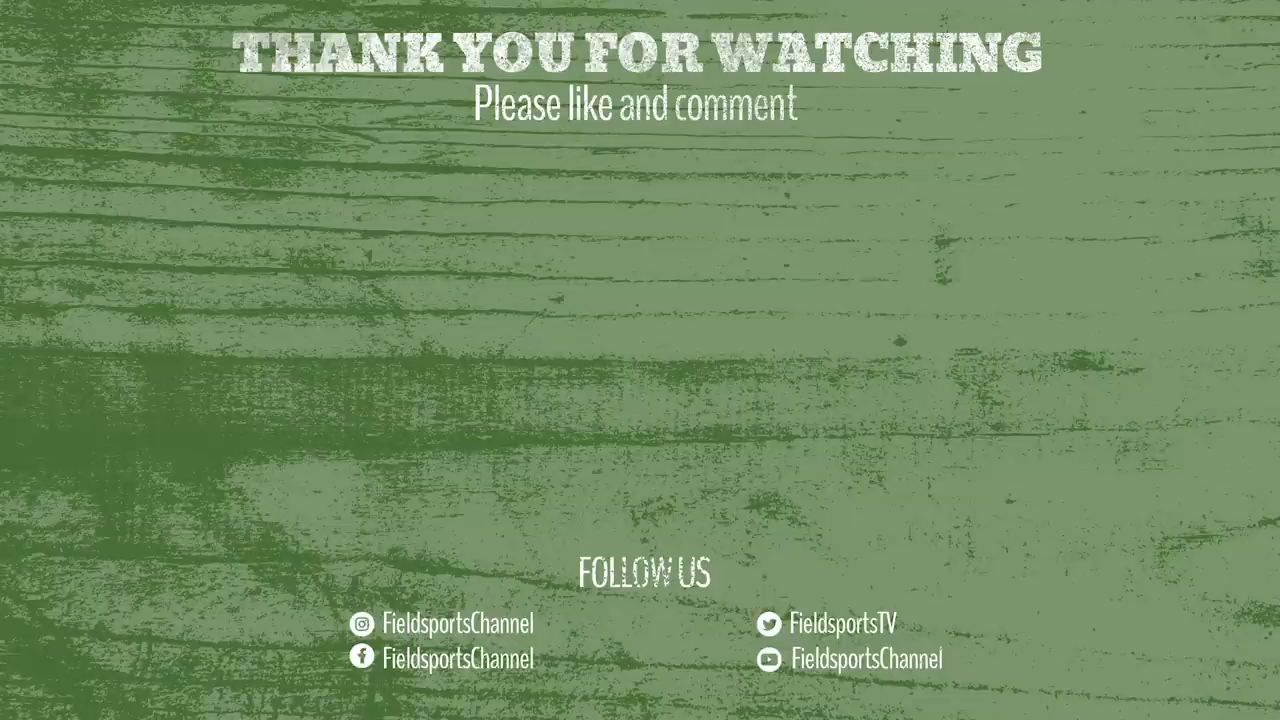 THANK YOU FOR WATCHING
Please like and comment
FOLLOW US
FieldsportsChannel
FieldsportsTV
FieldsportsChannel
FieldsportsChannel